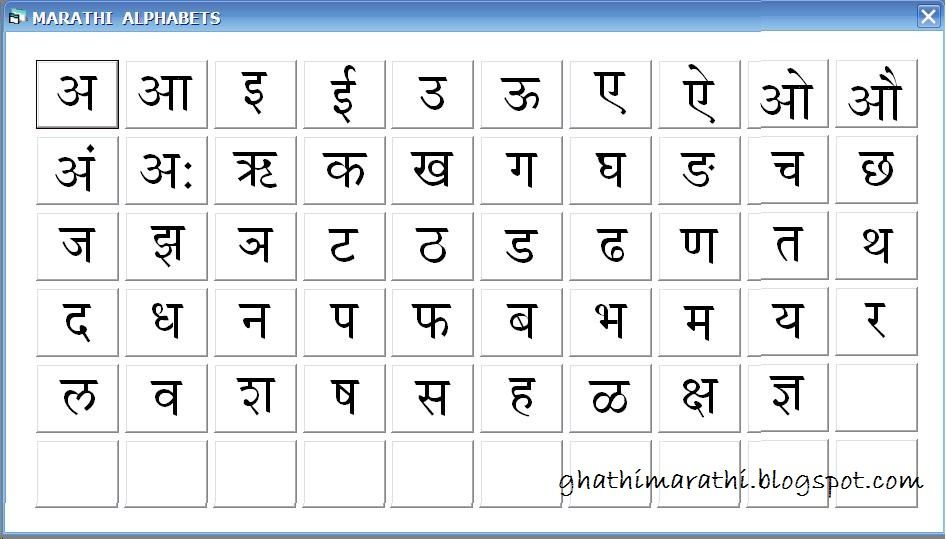 MARATHI ALPHABETS
अ आ इ ई उ ऊ ए ऐ ओ औ
अं अः ऋ क ख ग घ ङ च छ
ज झ ञ ट ठ ड ढ ण त थ
द ध न प फ ब भ म य र
ल व श ष स ह ळ क्ष ज्ञ
ghathimarathi.blogspot.com